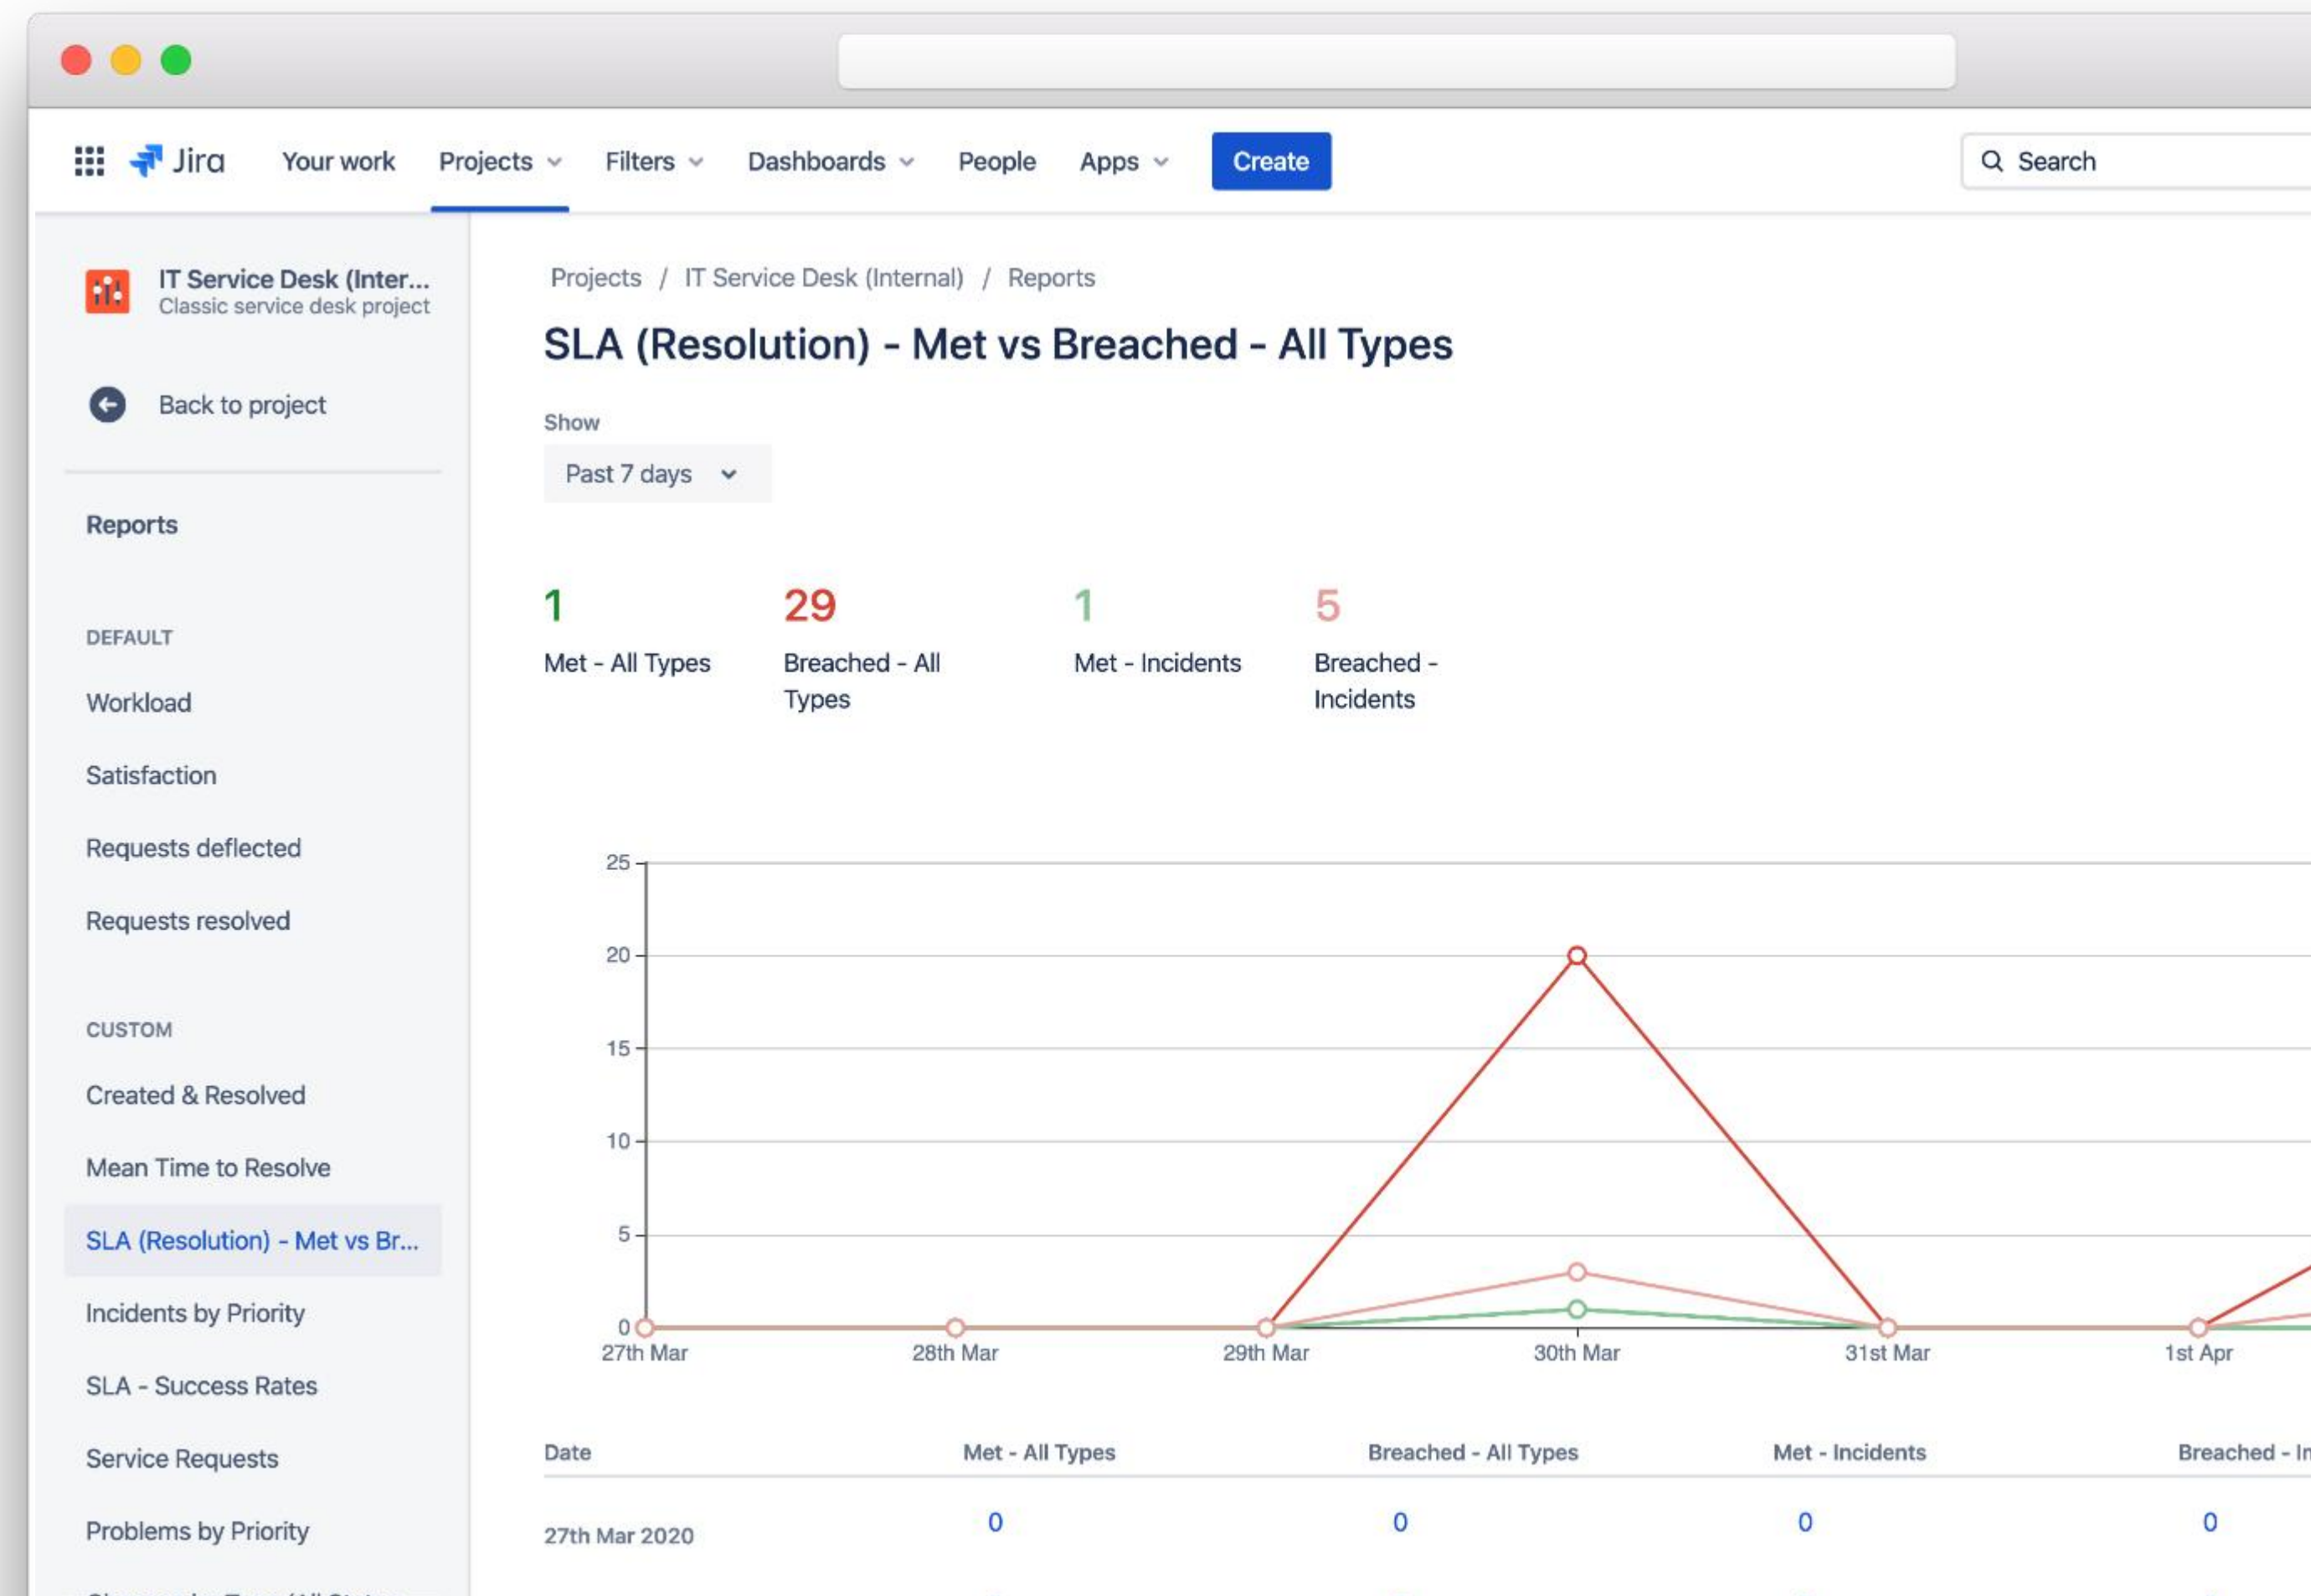 Jira Your work Projects Filters Dashboards People Apps Create Search
IT Service Desk (Inter...
Classic service desk project
Back to project
Reports
DEFAULT
Workload
Satisfaction
Requests deflected
Requests resolved
CUSTOM
Created & Resolved
Mean Time to Resolve
SLA (Resolution) - Met vs Br...
Incidents by Priority
SLA - Success Rates
Service Requests
Problems by Priority
Projects / IT Service Desk (Internal) / Reports
SLA (Resolution) - Met vs Breached - All Types
Show
Past 7 days
1 29 1 5
Met - All Types Breached - All Met - Incidents Breached -
Types Incidents
25
20
15
10
5
0
27th Mar 28th Mar 29th Mar 30th Mar 31st Mar 1st Apr
Date Met - All Types Breached - All Types Met - Incidents Breached -
27th Mar 2020 0 0 0 0